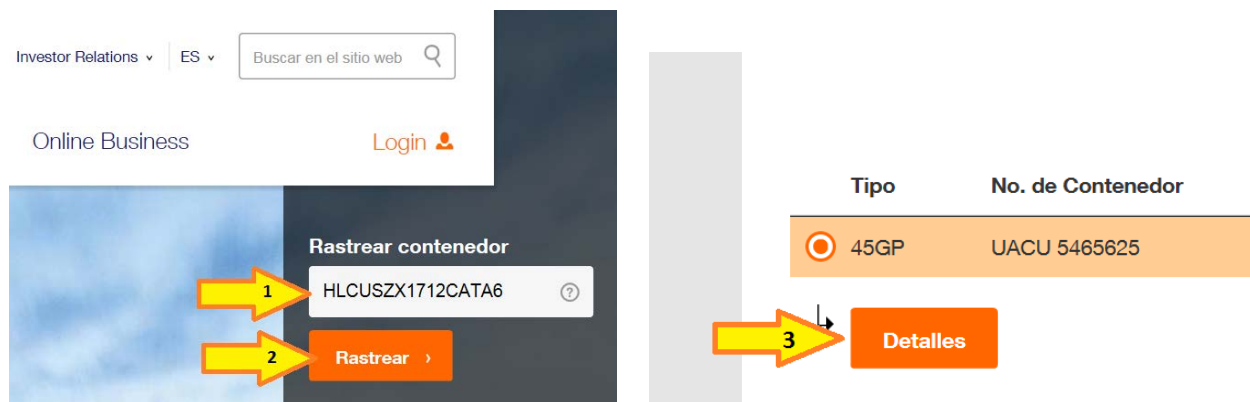 Investor Relations ES Buscar en el sitio web
Online Business Login
Rastrear contenedor
1 HLCUSZX1712CATA6 ?
2 Rastrear ›
Tipo No. de Contenedor
45GP UACU 5465625
3 Detalles